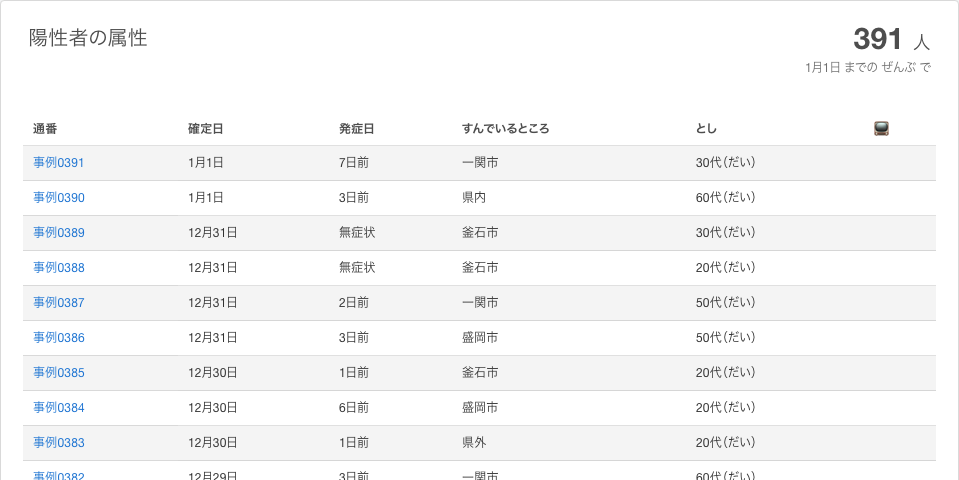 陽性者の属性
391 人
1月1日 までの ぜんぶ で
通番 確定日 発症日 すんでいるところ とし
事例0391 1月1日 7日前 一関市 30代(だい)
事例0390 1月1日 3日前 県内 60代(だい)
事例0389 12月31日 無症状 釜石市 30代(だい)
事例0388 12月31日 無症状 釜石市 20代(だい)
事例0387 12月31日 2日前 一関市 50代(だい)
事例0386 12月31日 3日前 盛岡市 50代(だい)
事例0385 12月30日 1日前 釜石市 20代(だい)
事例0384 12月30日 6日前 盛岡市 20代(だい)
事例0383 12月30日 1日前 県外 20代(だい)
事例0382 12月29日 3日前 一関市 60代(だい)